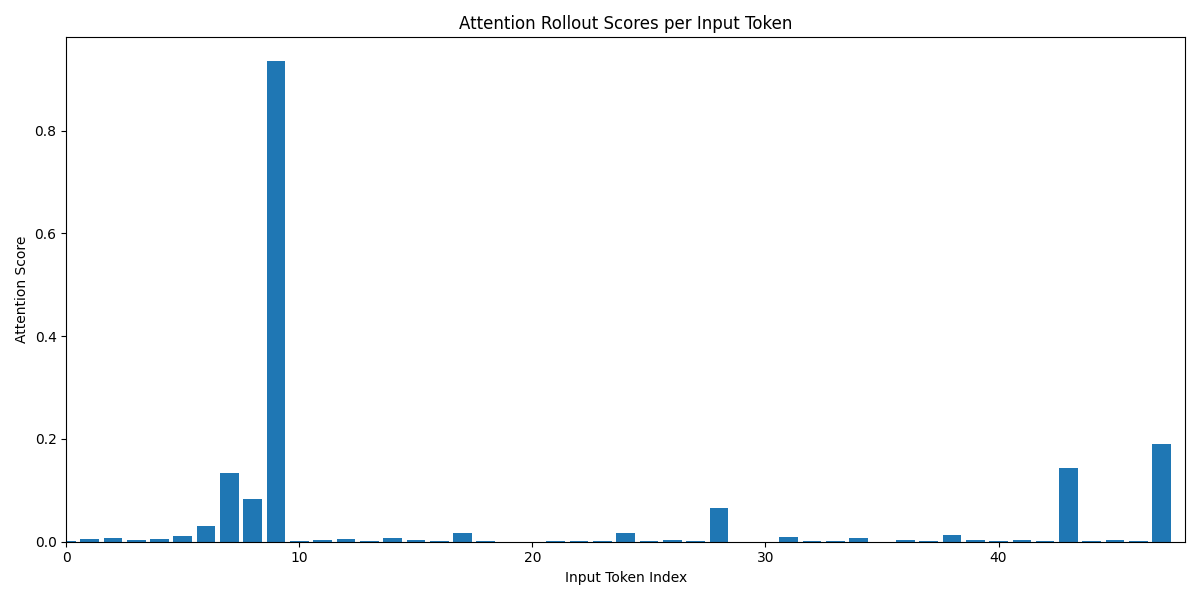 Attention Rollout Scores per Input Token
Attention Score
0.8
0.6
0.4
0.2
0.0
0 10 20 30 40
Input Token Index